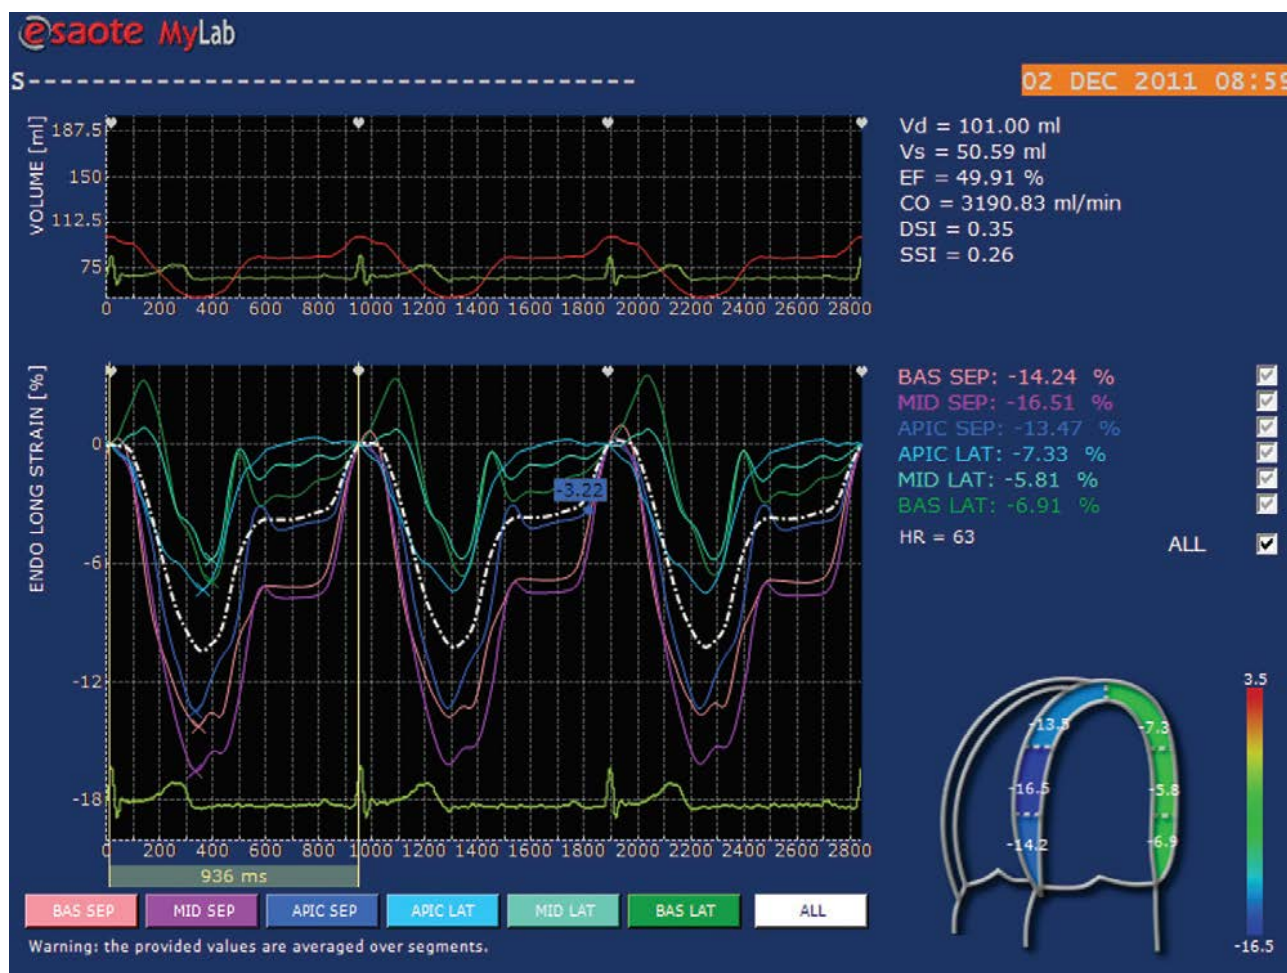 esaote MyLab
S-------------------------------------
02 DEC 2011 08:59
VOLUME [ml]
187.5
150
112.5
75
0 200 400 600 800 1000 1200 1400 1600 1800 2000 2200 2400 2600 2800
Vd = 101.00 ml
Vs = 50.59 ml
EF = 49.91 %
CO = 3190.83 ml/min
DSI = 0.35
SSI = 0.26
ENDO LONG STRAIN [%]
0
-6
-12
-18
-3.22
0 200 400 600 800 1000 1200 1400 1600 1800 2000 2200 2400 2600 2800
936 ms
BAS SEP: -14.24 %
MID SEP: -16.51 %
APIC SEP: -13.47 %
APIC LAT: -7.33 %
MID LAT: -5.81 %
BAS LAT: -6.91 %
HR = 63
ALL
3.5
-13.5 -7.3
-16.5 -5.8
-14.2 -6.9
-16.5
BAS SEP MID SEP APIC SEP APIC LAT MID LAT BAS LAT ALL
Warning: the provided values are averaged over segments.